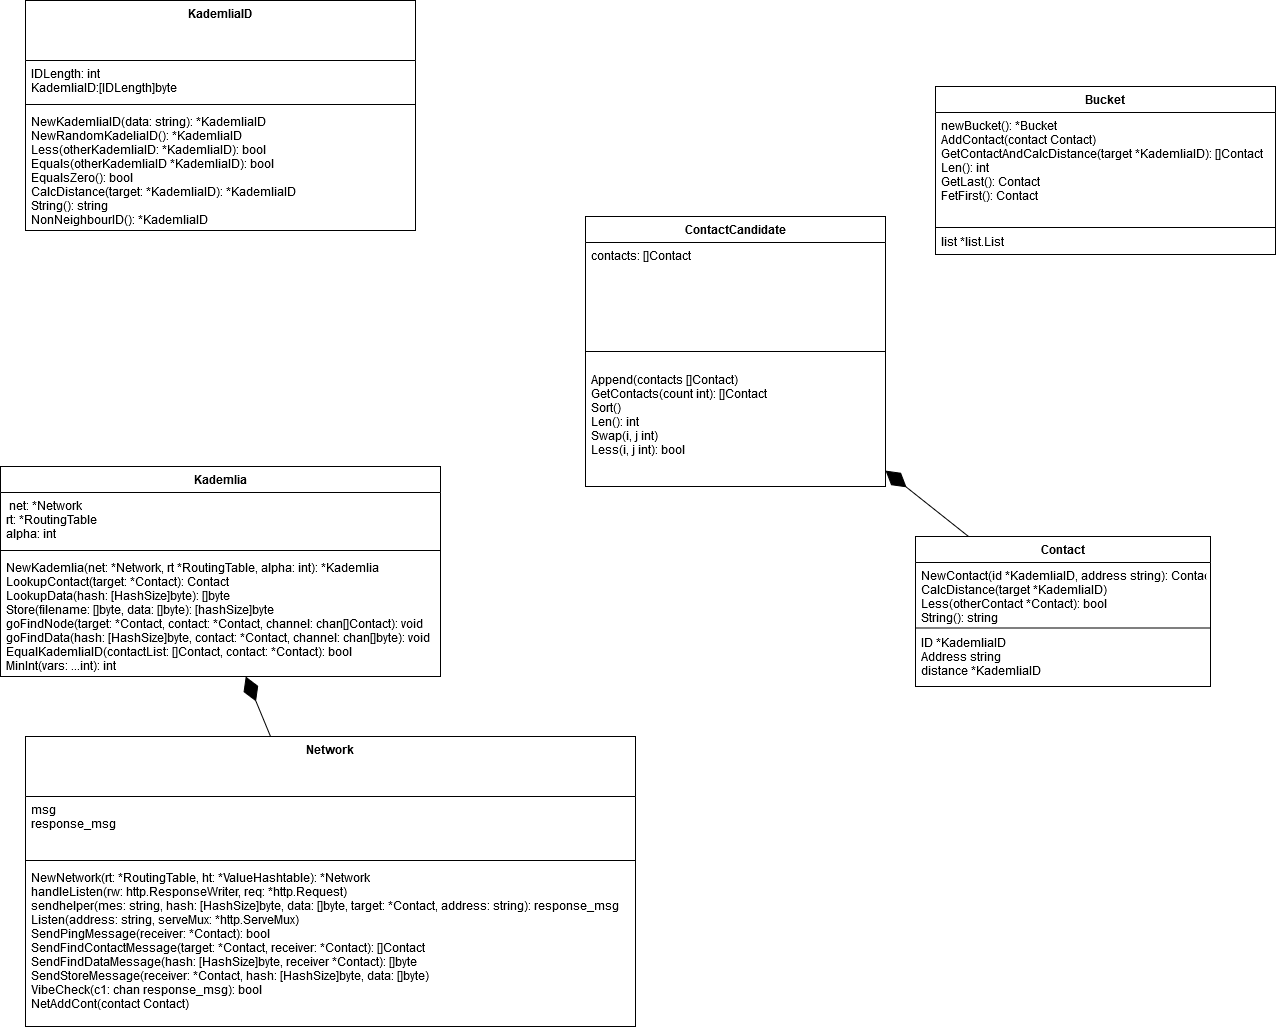 KademliaID
IDLength: int
KademliaID:[IDLength]byte
NewKademliaID(data: string): *KademliaID
NewRandomKadeliaID(): *KademliaID
Less(otherKademliaID: *KademliaID): bool
Equals(otherKademliaID *KademliaID): bool
EqualsZero(): bool
CalcDistance(target: *KademliaID): *KademliaID
String(): string
NonNeighbourID(): *KademliaID
Bucket
newBucket(): *Bucket
AddContact(contact Contact)
GetContactAndCalcDistance(target *KademliaID): []Contact
Len(): int
GetLast(): Contact
FetFirst(): Contact
list *list.List
ContactCandidate
contacts: []Contact
Append(contacts []Contact)
GetContacts(count int): []Contact
Sort()
Len(): int
Swap(i, j int)
Less(i, j int): bool
Kademlia
net: *Network
rt: *RoutingTable
alpha: int
NewKademlia(net: *Network, rt *RoutingTable, alpha: int): *Kademlia
LookupContact(target: *Contact): Contact
LookupData(hash: [HashSize]byte): []byte
Store(filename: []byte, data: []byte): [hashSize]byte
goFindNode(target: *Contact, contact: *Contact, channel: chan[]Contact): void
goFindData(hash: [HashSize]byte, contact: *Contact, channel: chan[]byte): void
EqualKademliaID(contactList: []Contact, contact: *Contact): bool
MinInt(vars: ...int): int
Contact
NewContact(id *KademliaID, address string): Conta
CalcDistance(target *KademliaID)
Less(otherContact *Contact): bool
String(): string
ID *KademliaID
Address string
distance *KademliaID
Network
msg
response_msg
NewNetwork(rt: *RoutingTable, ht: *ValueHashtable): *Network
handleListen(rw: http.ResponseWriter, req: *http.Request)
sendhelper(mes: string, hash: [HashSize]byte, data: []byte, target: *Contact, address: string): response_msg
Listen(address: string, serveMux: *http.ServeMux)
SendPingMessage(receiver: *Contact): bool
SendFindContactMessage(target: *Contact, receiver: *Contact): []Contact
SendFindDataMessage(hash: [HashSize]byte, receiver *Contact): []byte
SendStoreMessage(receiver: *Contact, hash: [HashSize]byte, data: []byte)
VibeCheck(c1: chan response_msg): bool
NetAddCont(contact Contact)